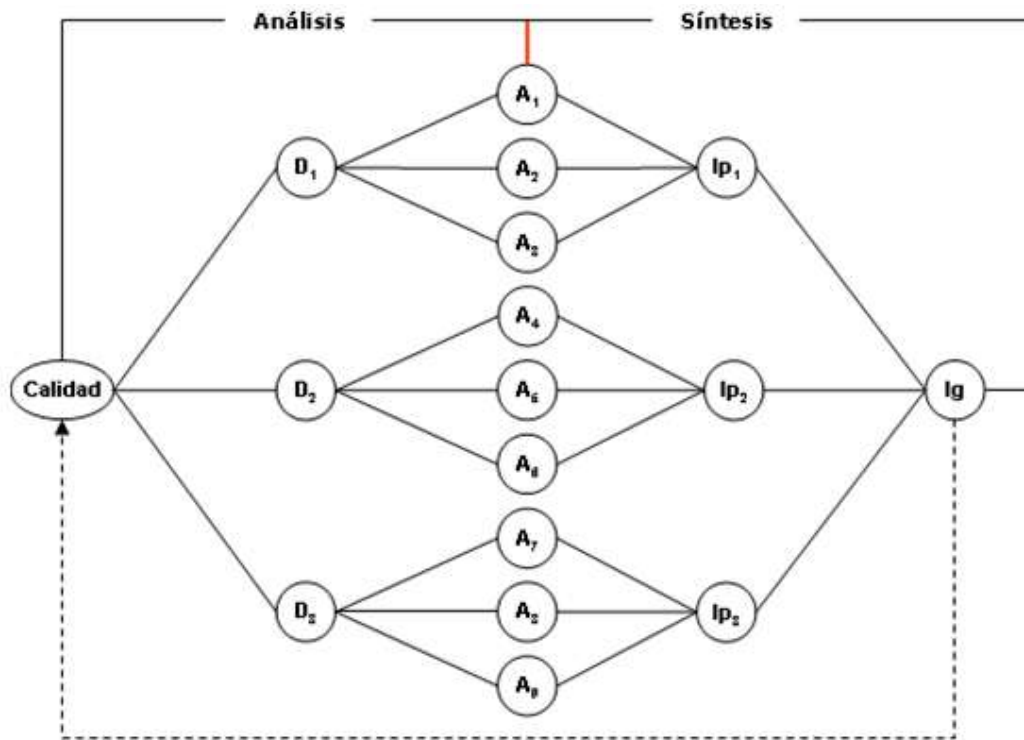 Análisis Síntesis
A₁
D₁ A₂ Ip₁
A₃
A₄
Calidad D₂ A₅ Ip₂ Ig
A₆
A₇
D₃ A₈ Ip₃
A₉